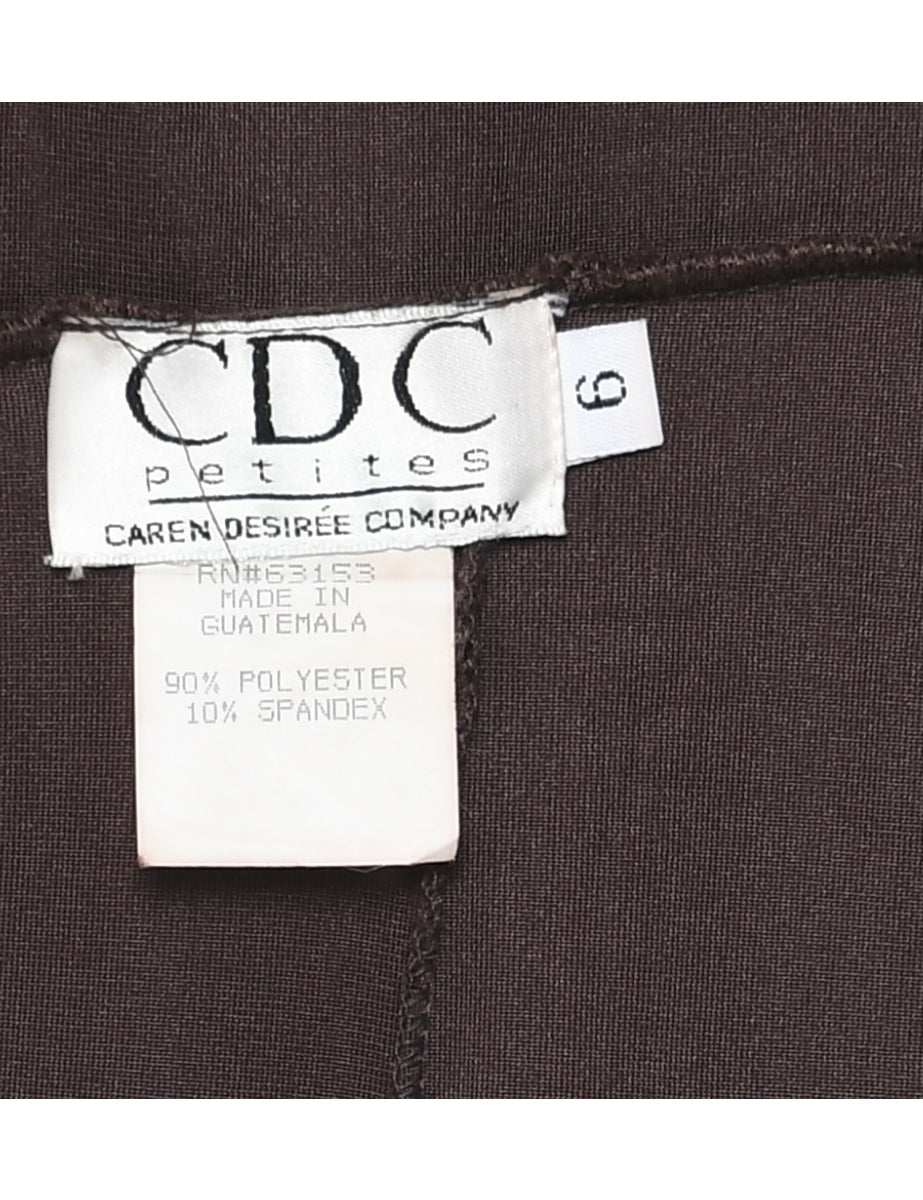 CDC
petites
CAREN DESIRÉE COMPANY
6
RN#63153
MADE IN
GUATEMALA
90% POLYESTER
10% SPANDEX